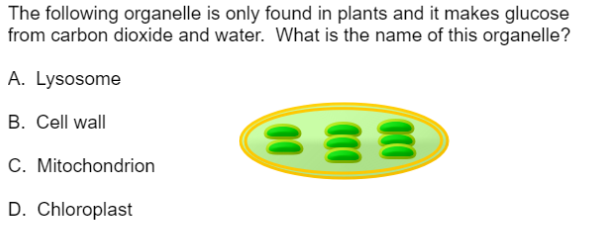 The following organelle is only found in plants and it makes glucose
from carbon dioxide and water.  What is the name of this organelle?
A.  Lysosome
B.  Cell wall
C.  Mitochondrion
D.  Chloroplast